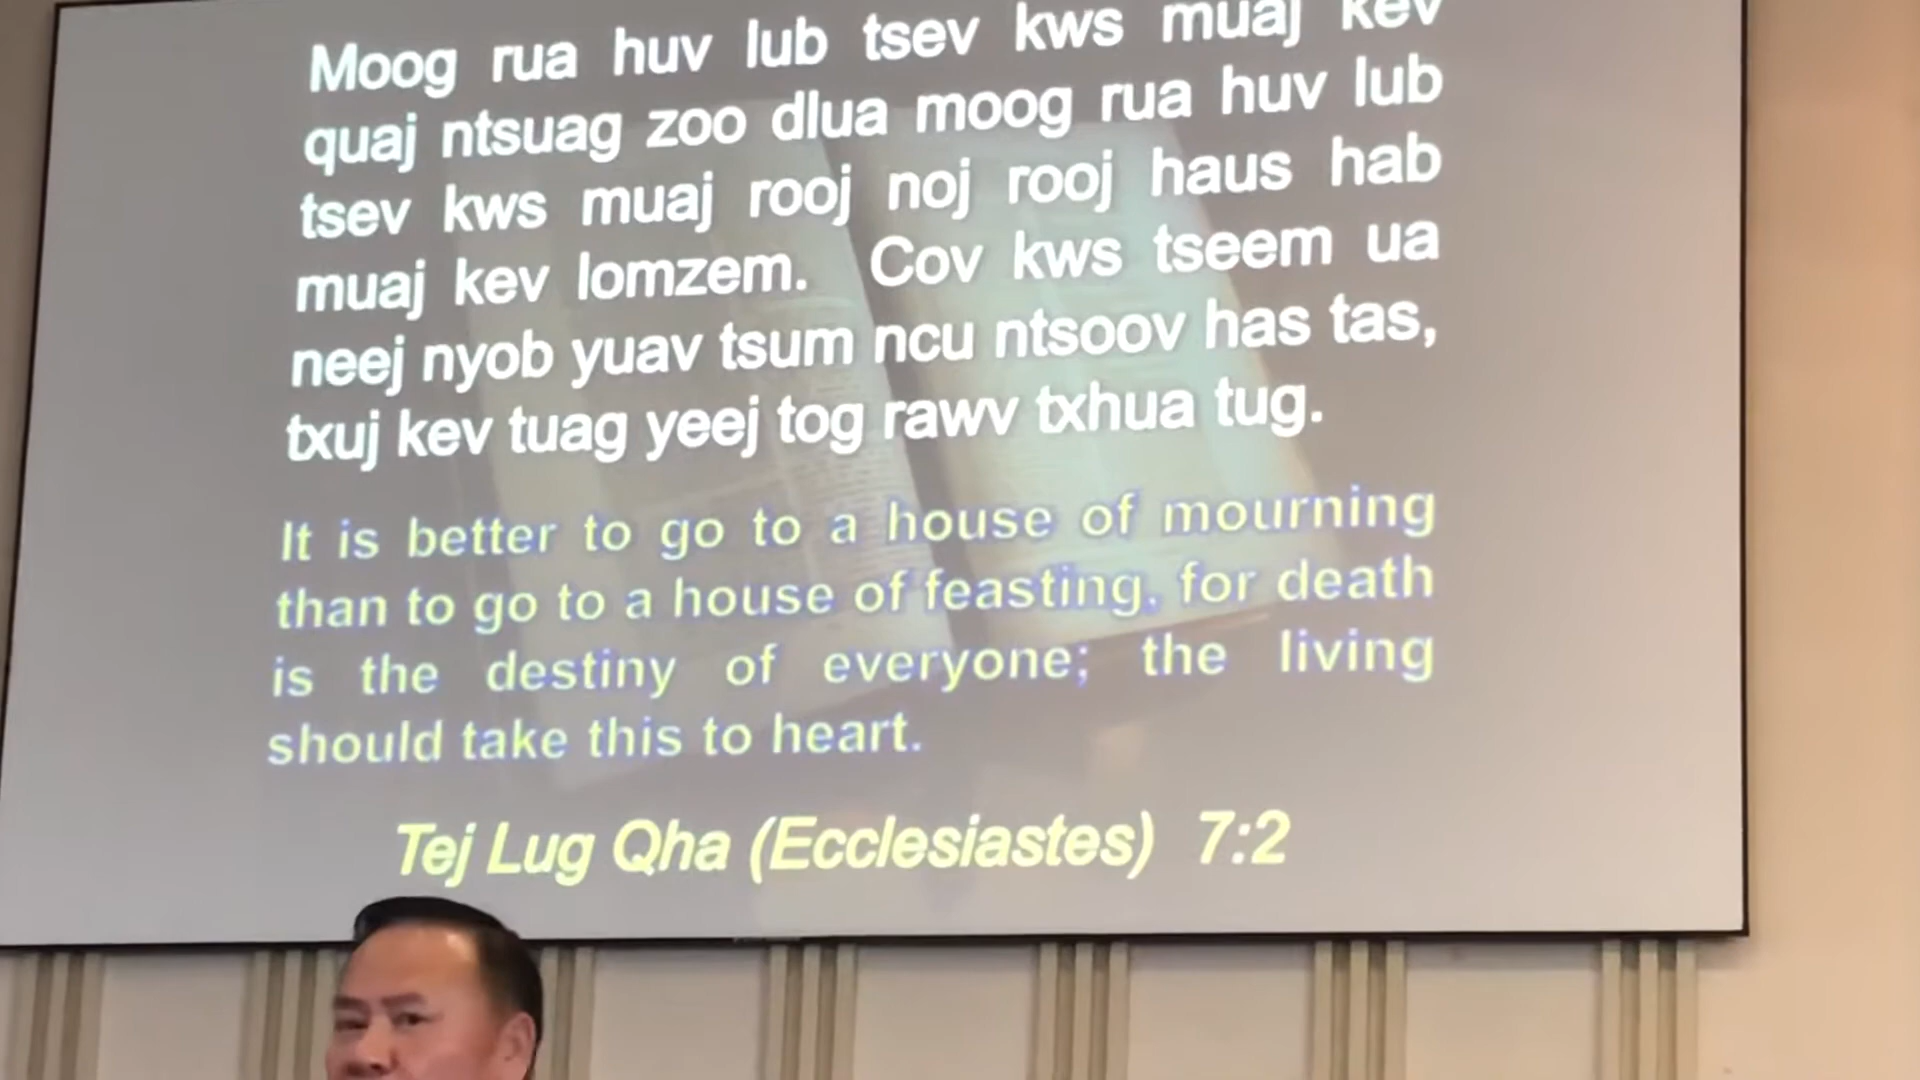 Moog rua huv lub tsev kws muaj kev
quaj ntsuag zoo dlua moog rua huv lub
tsev kws muaj rooj noj rooj haus hab
muaj kev lomzem. Cov kws tseem ua
neej nyob yuav tsum ncu ntsoov has tas,
txuj kev tuag yeej tog rawv txhua tug.
It is better to go to a house of mourning
than to go to a house of feasting, for death
is the destiny of everyone; the living
should take this to heart.
Tej Lug Qha (Ecclesiastes) 7:2